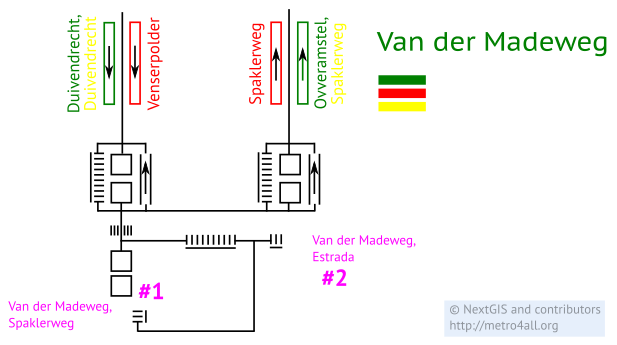 Duivendrecht,
Duivendrecht
Venserpolder
Spaklerweg
Ovveramstel,
Spaklerweg
Van der Madeweg
Van der Madeweg,
Estrada
#2
#1
Van der Madeweg,
Spaklerweg
© NextGIS and contributors
http://metro4all.org